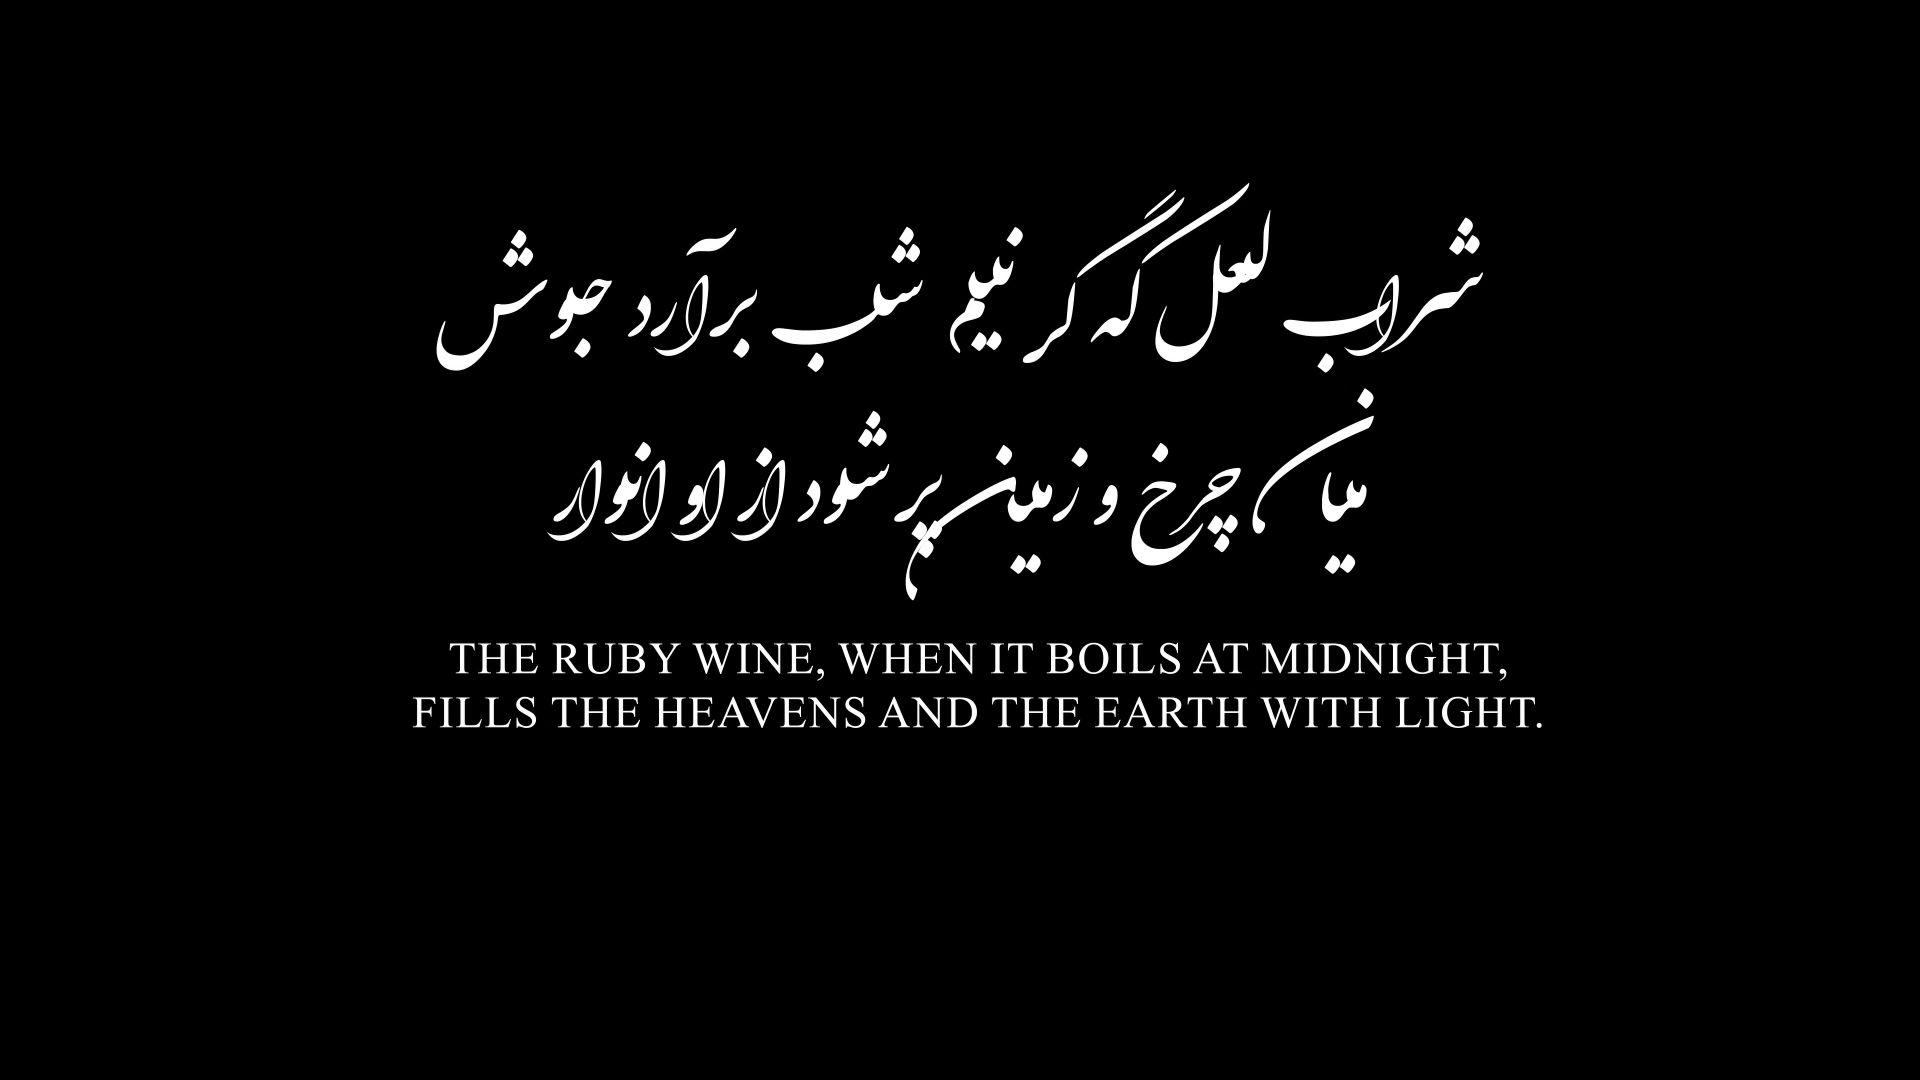 شراب لعل که گر نیم شب برآرد جوش
میان چرخ و زمین پر شود از او انوار
THE RUBY WINE, WHEN IT BOILS AT MIDNIGHT,
FILLS THE HEAVENS AND THE EARTH WITH LIGHT.